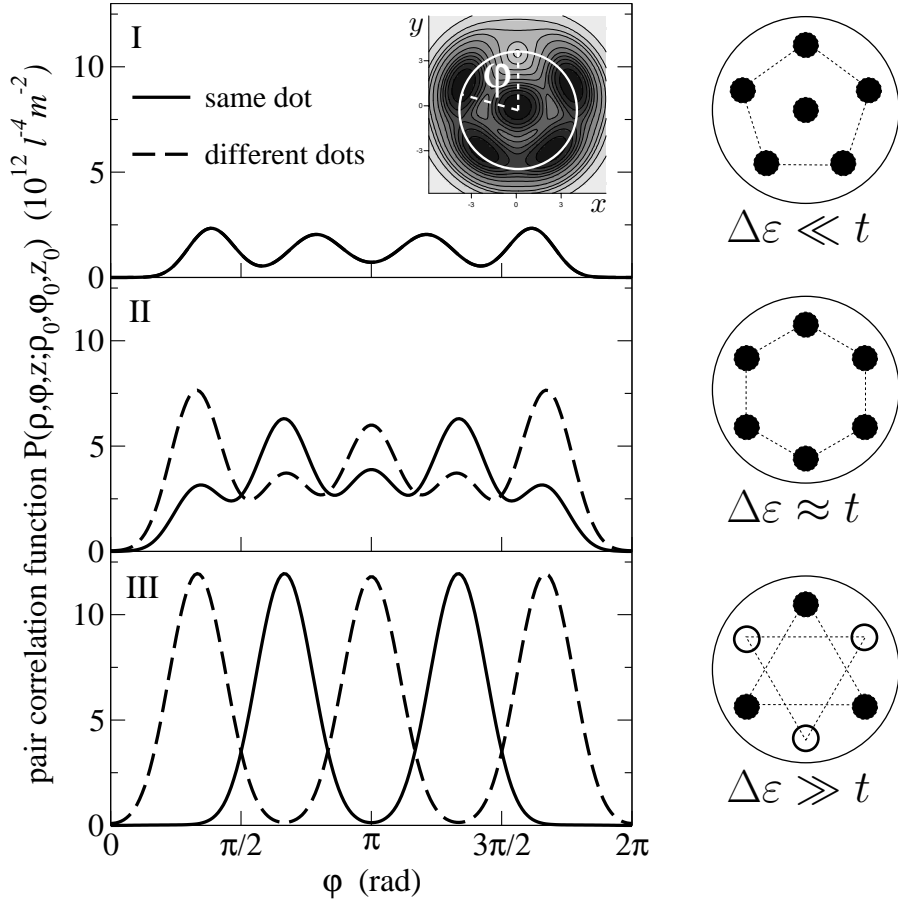 pair correlation function P(ρ,φ,z;ρ₀,φ₀,z₀) (10¹² l⁻⁴ m⁻²)
I
10
5
0
same dot
different dots
y
3
0
-3
φ
-3 0 3 x
II
10
5
0
III
10
5
0
0 π/2 π 3π/2 2π
φ (rad)
Δε ≪ t
Δε ≈ t
Δε ≫ t